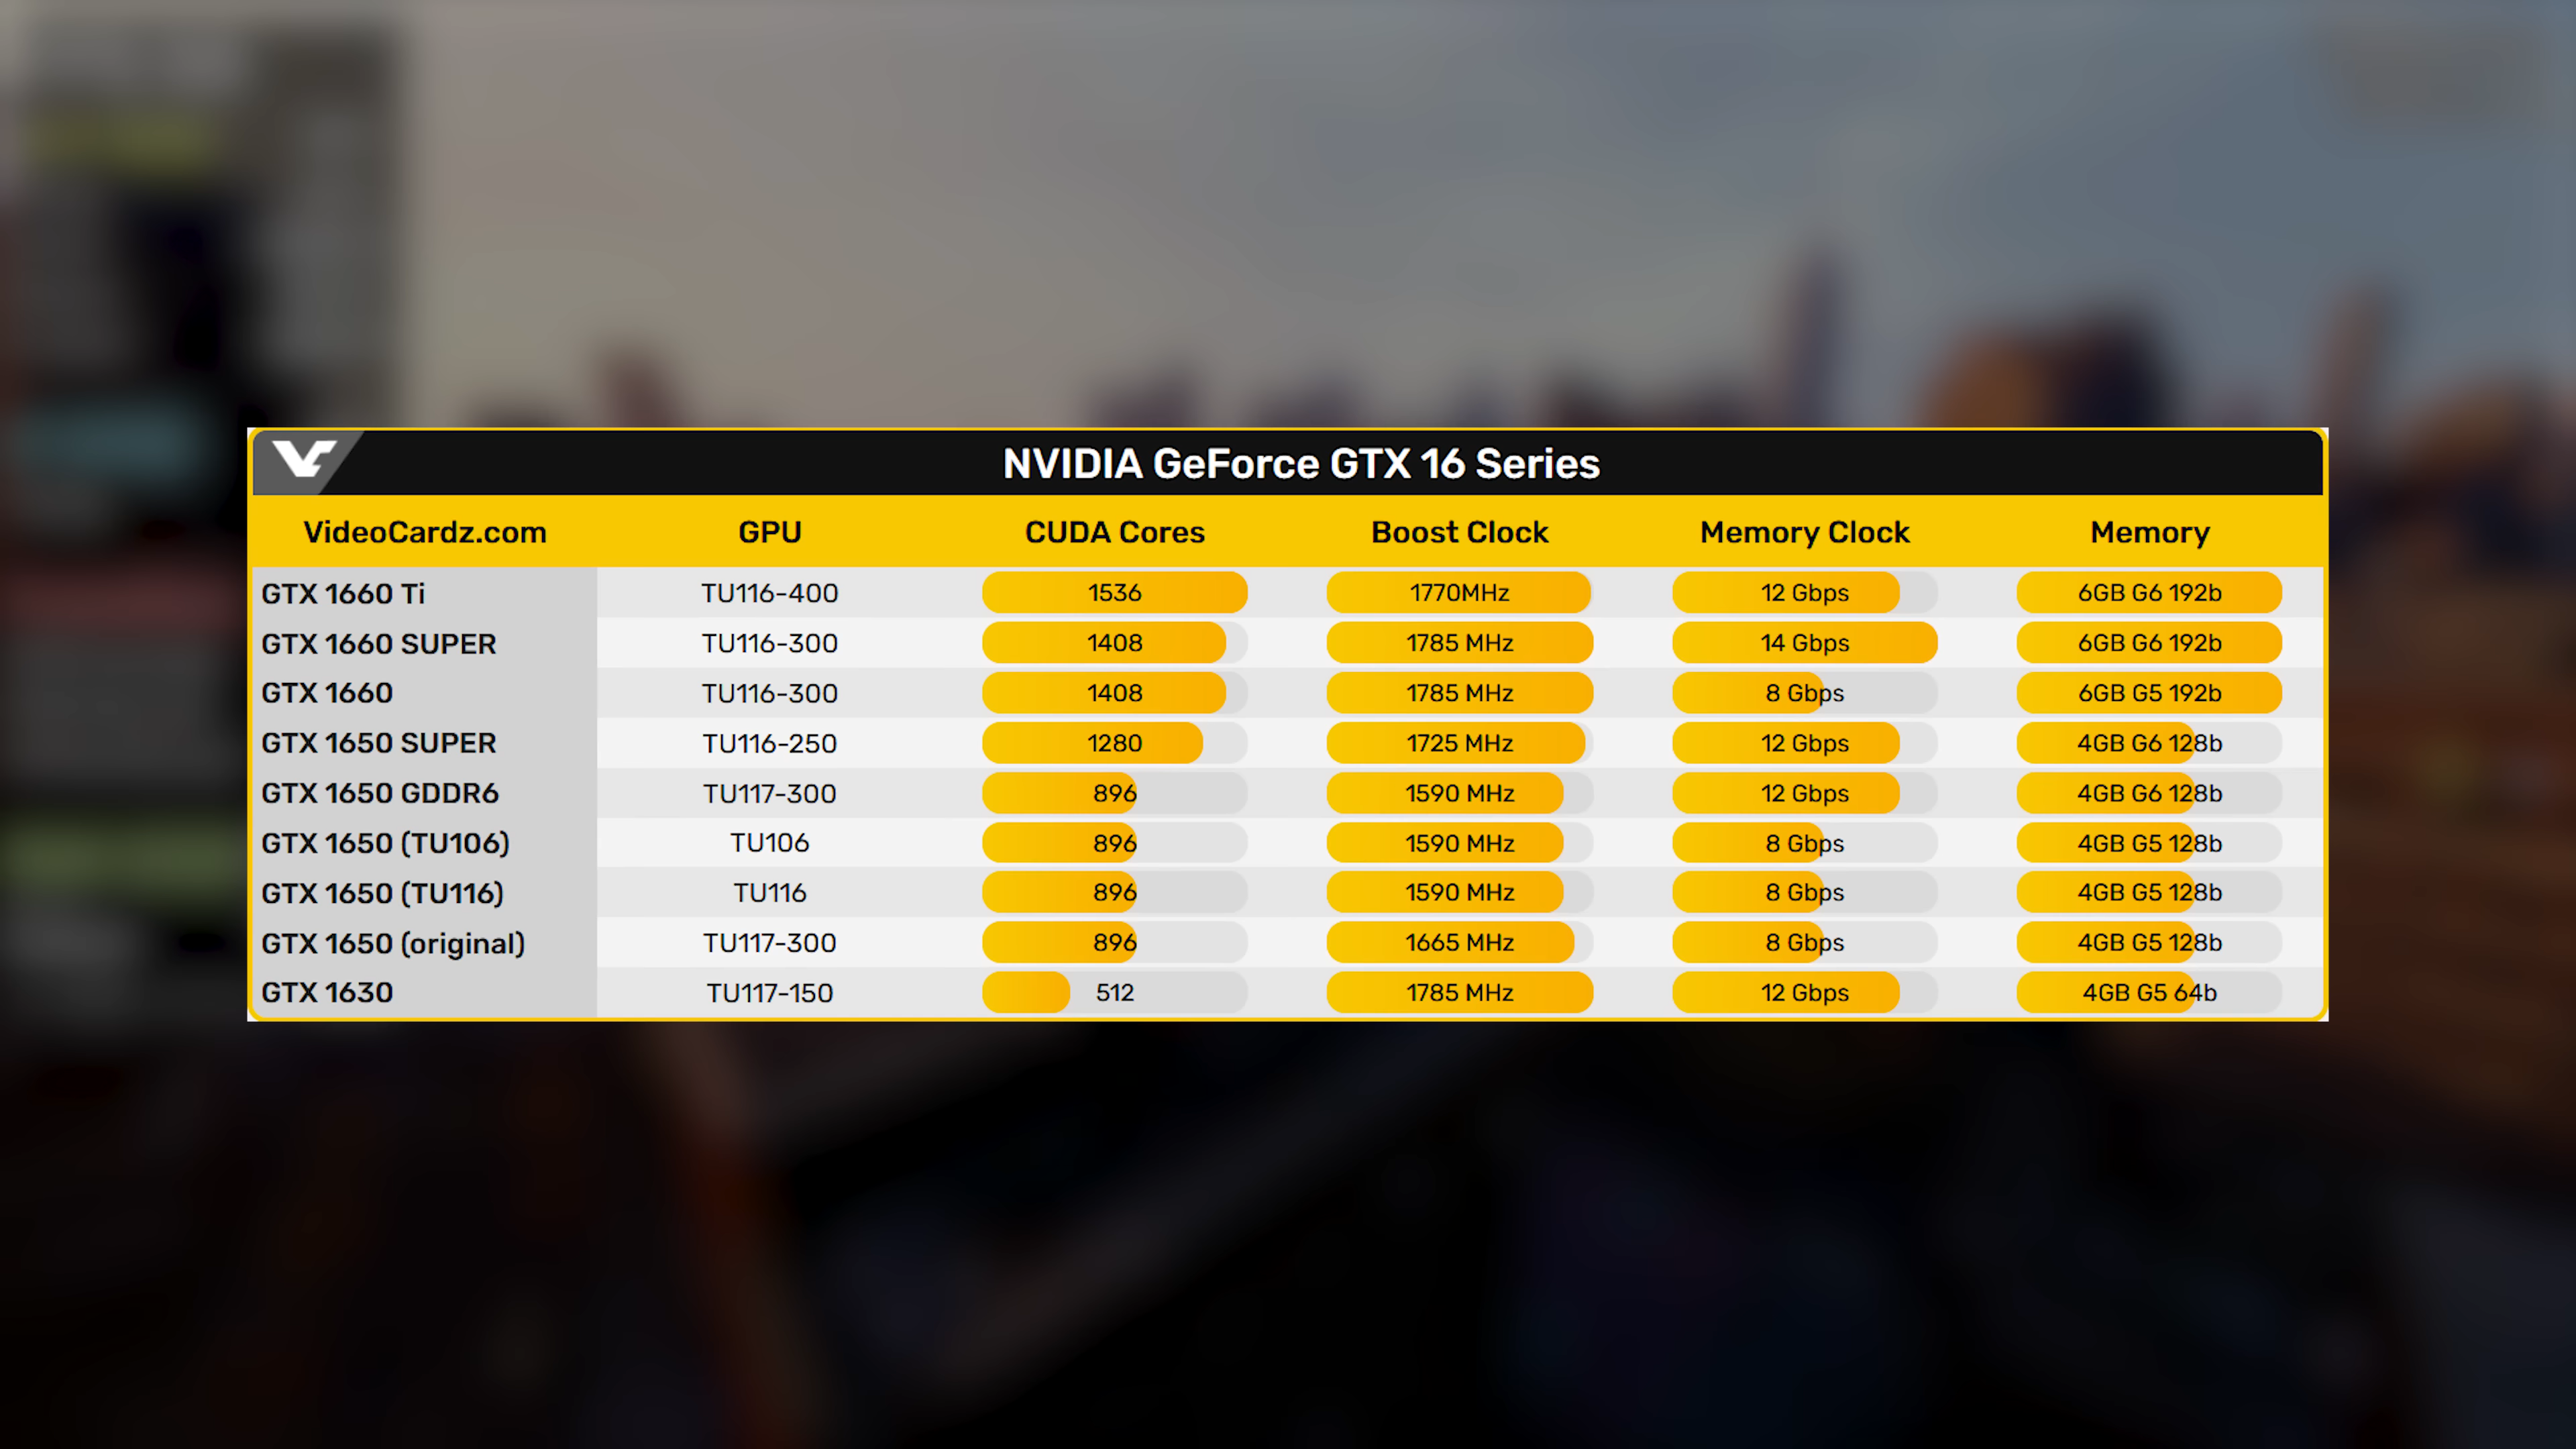 NVIDIA GeForce GTX 16 Series
VideoCardz.com GPU CUDA Cores Boost Clock Memory Clock Memory
GTX 1660 Ti TU116-400 1536 1770MHz 12 Gbps 6GB G6 192b
GTX 1660 SUPER TU116-300 1408 1785 MHz 14 Gbps 6GB G6 192b
GTX 1660 TU116-300 1408 1785 MHz 8 Gbps 6GB G5 192b
GTX 1650 SUPER TU116-250 1280 1725 MHz 12 Gbps 4GB G6 128b
GTX 1650 GDDR6 TU117-300 896 1590 MHz 12 Gbps 4GB G6 128b
GTX 1650 (TU106) TU106 896 1590 MHz 8 Gbps 4GB G5 128b
GTX 1650 (TU116) TU116 896 1590 MHz 8 Gbps 4GB G5 128b
GTX 1650 (original) TU117-300 896 1665 MHz 8 Gbps 4GB G5 128b
GTX 1630 TU117-150 512 1785 MHz 12 Gbps 4GB G5 64b